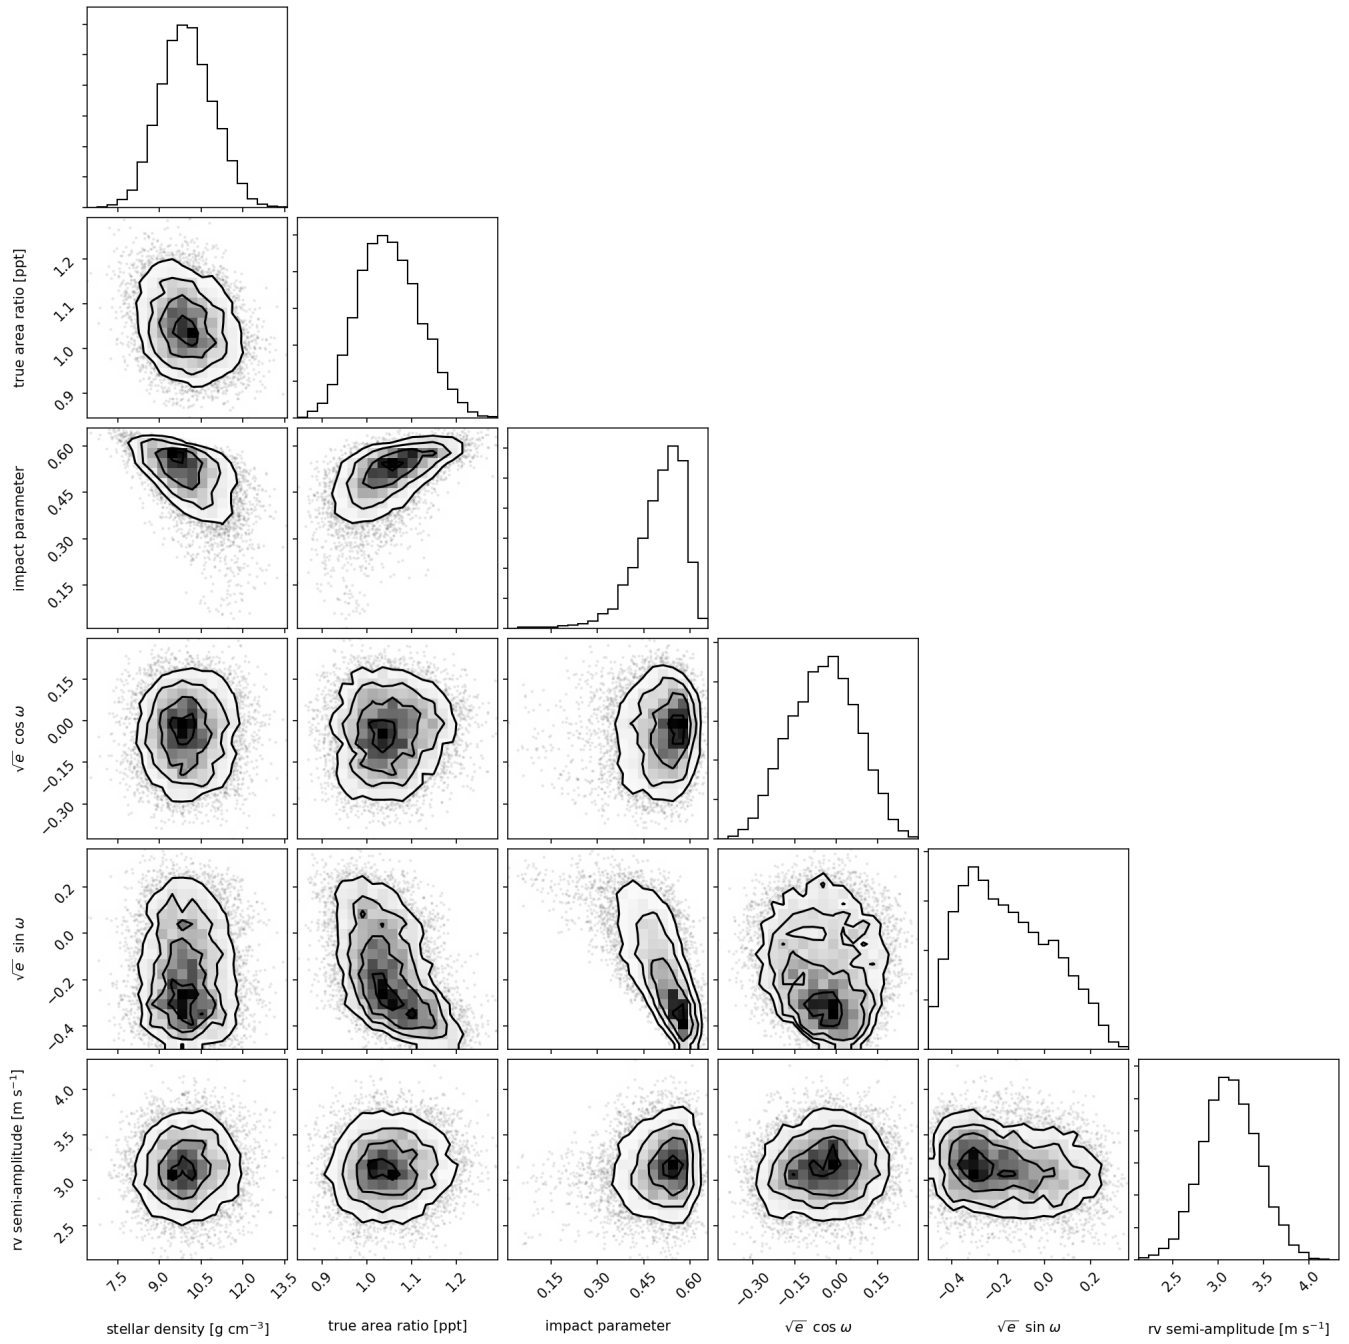 true area ratio [ppt]
1.2
1.1
1.0
0.9
impact parameter
0.60
0.45
0.30
0.15
√e cos ω
0.15
0.00
−0.15
−0.30
√e sin ω
0.2
0.0
−0.2
−0.4
rv semi-amplitude [m s⁻¹]
4.0
3.5
3.0
2.5
7.5 9.0 10.5 12.0 13.5 0.9 1.0 1.1 1.2 0.15 0.30 0.45 0.60 −0.30 −0.15 0.00 0.15 −0.4 −0.2 0.0 0.2 2.5 3.0 3.5 4.0
stellar density [g cm⁻³] true area ratio [ppt] impact parameter √e cos ω √e sin ω rv semi-amplitude [m s⁻¹]